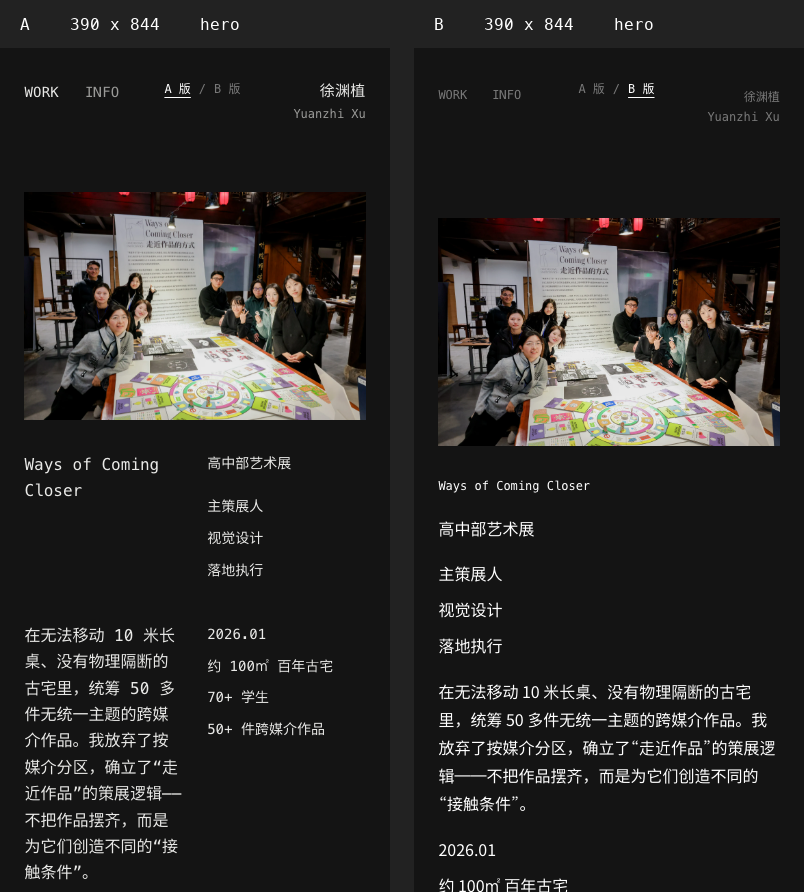 A 390 x 844 hero
WORK INFO A 版 / B 版 徐渊植
Yuanzhi Xu
Ways of Coming Closer
走近作品的方式
Ways of Coming
Closer
高中部艺术展
主策展人
视觉设计
落地执行
在无法移动 10 米长
桌、没有物理隔断的
古宅里，统筹 50 多
件无统一主题的跨媒
介作品。我放弃了按
媒介分区，确立了“走
近作品”的策展逻辑——
不把作品摆齐，而是
为它们创造不同的“接
触条件”。
2026.01
约 100㎡ 百年古宅
70+ 学生
50+ 件跨媒介作品
B 390 x 844 hero
WORK INFO A 版 / B 版 徐渊植
Yuanzhi Xu
Ways of
Coming Closer
走近作品的方式
Ways of Coming Closer
高中部艺术展
主策展人
视觉设计
落地执行
在无法移动 10 米长桌、没有物理隔断的古宅
里，统筹 50 多件无统一主题的跨媒介作品。我
放弃了按媒介分区，确立了“走近作品”的策展逻
辑——不把作品摆齐，而是为它们创造不同的
“接触条件”。
2026.01
约 100㎡ 百年古宅